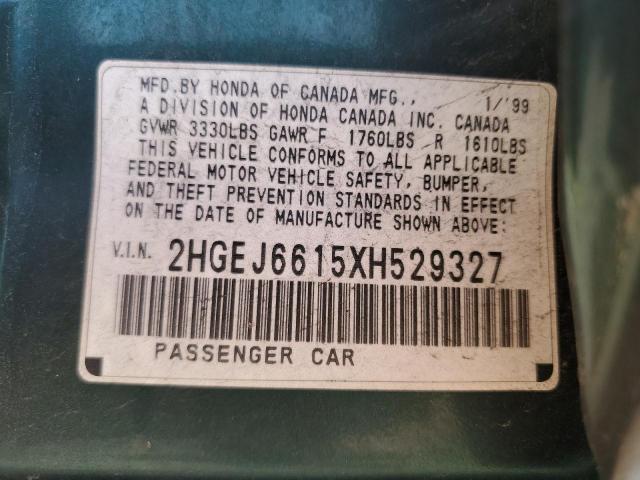 MFD.BY HONDA OF CANADA MFG., 1/'99
A DIVISION OF HONDA CANADA INC. CANADA
GVWR 3330LBS GAWR F 1760LBS R 1610LBS
THIS VEHICLE CONFORMS TO ALL APPLICABLE
FEDERAL MOTOR VEHICLE SAFETY, BUMPER,
AND THEFT PREVENTION STANDARDS IN EFFECT
ON THE DATE OF MANUFACTURE SHOWN ABOVE:
V.I.N. 2HGEJ6615XH529327
PASSENGER CAR